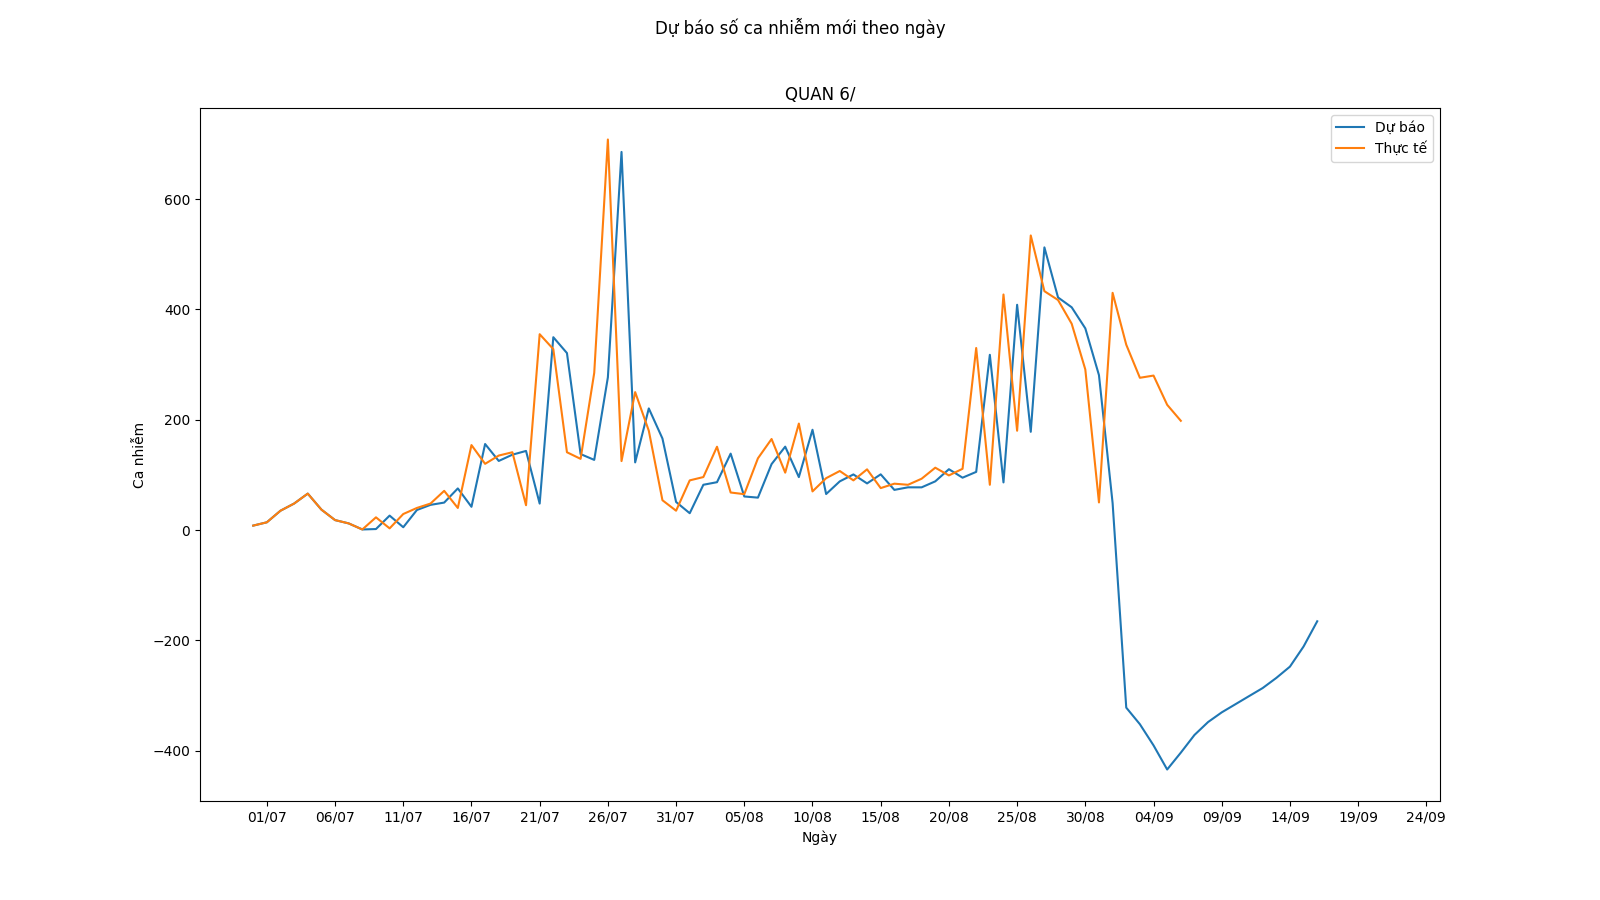 Dự báo số ca nhiễm mới theo ngày
QUAN 6/
Dự báo
Thực tế
600
400
200
0
−200
−400
Ca nhiễm
01/07 06/07 11/07 16/07 21/07 26/07 31/07 05/08 10/08 15/08 20/08 25/08 30/08 04/09 09/09 14/09 19/09 24/09
Ngày